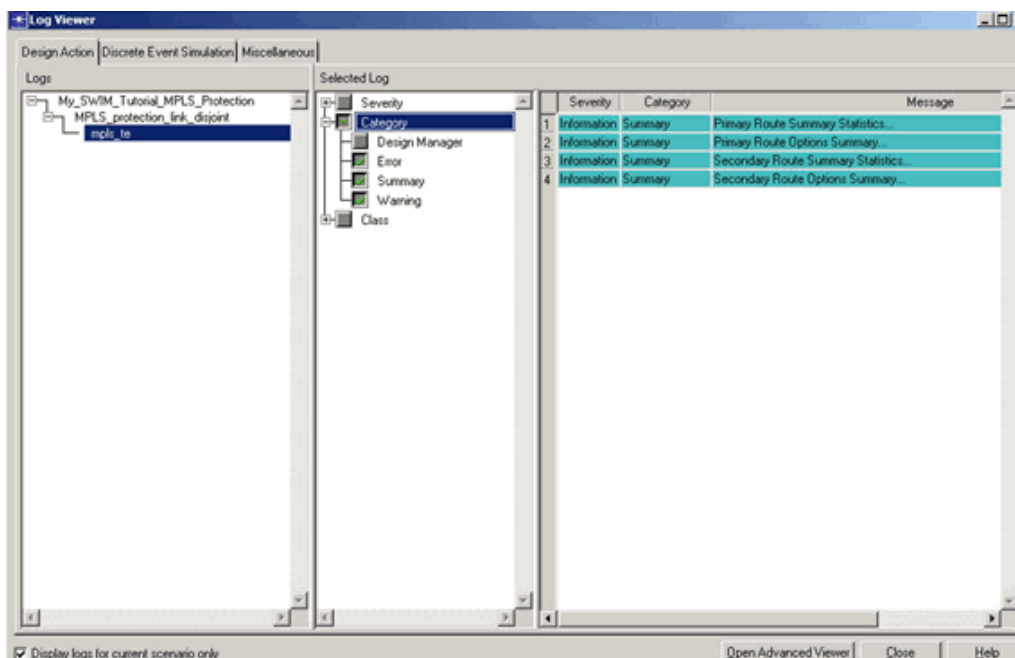 Log Viewer
Design Action Discrete Event Simulation Miscellaneous
Logs
My_SWIM_Tutorial_MPLS_Protection
MPLS_protection_link_disjoint
mpls_te
Selected Log
Severity
Category
Design Manager
Error
Summary
Warning
Class
Severity Category Message
1 Information Summary Primary Route Summary Statistics...
2 Information Summary Primary Route Options Summary...
3 Information Summary Secondary Route Summary Statistics...
4 Information Summary Secondary Route Options Summary...
Display logs for current scenario only
Open Advanced Viewer Close Help